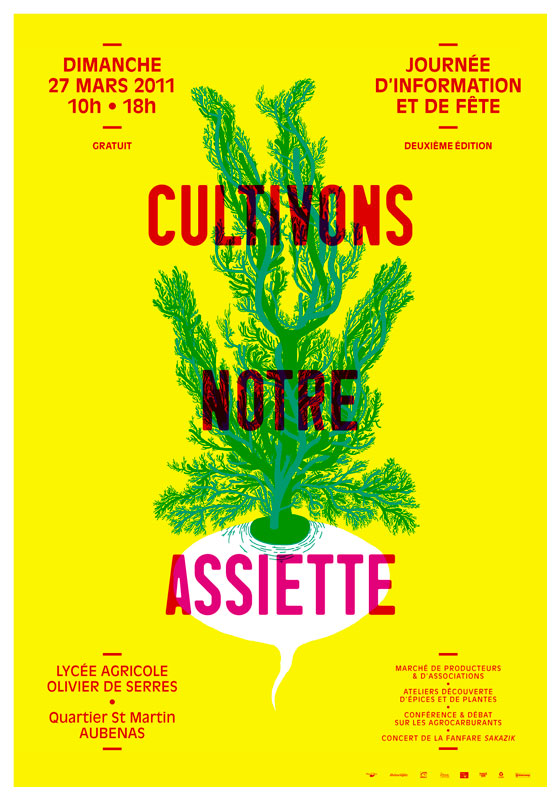 DIMANCHE
27 MARS 2011
10h • 18h
GRATUIT
JOURNÉE
D'INFORMATION
ET DE FÊTE
DEUXIÈME ÉDITION
CULTIVONS
NOTRE
ASSIETTE
LYCÉE AGRICOLE
OLIVIER DE SERRES
•
Quartier St Martin
AUBENAS
MARCHÉ DE PRODUCTEURS
& D'ASSOCIATIONS
•
ATELIERS DÉCOUVERTE
D'ÉPICES ET DE PLANTES
•
CONFÉRENCE & DÉBAT
SUR LES AGROCARBURANTS
•
CONCERT DE LA FANFARE SAKAZIK